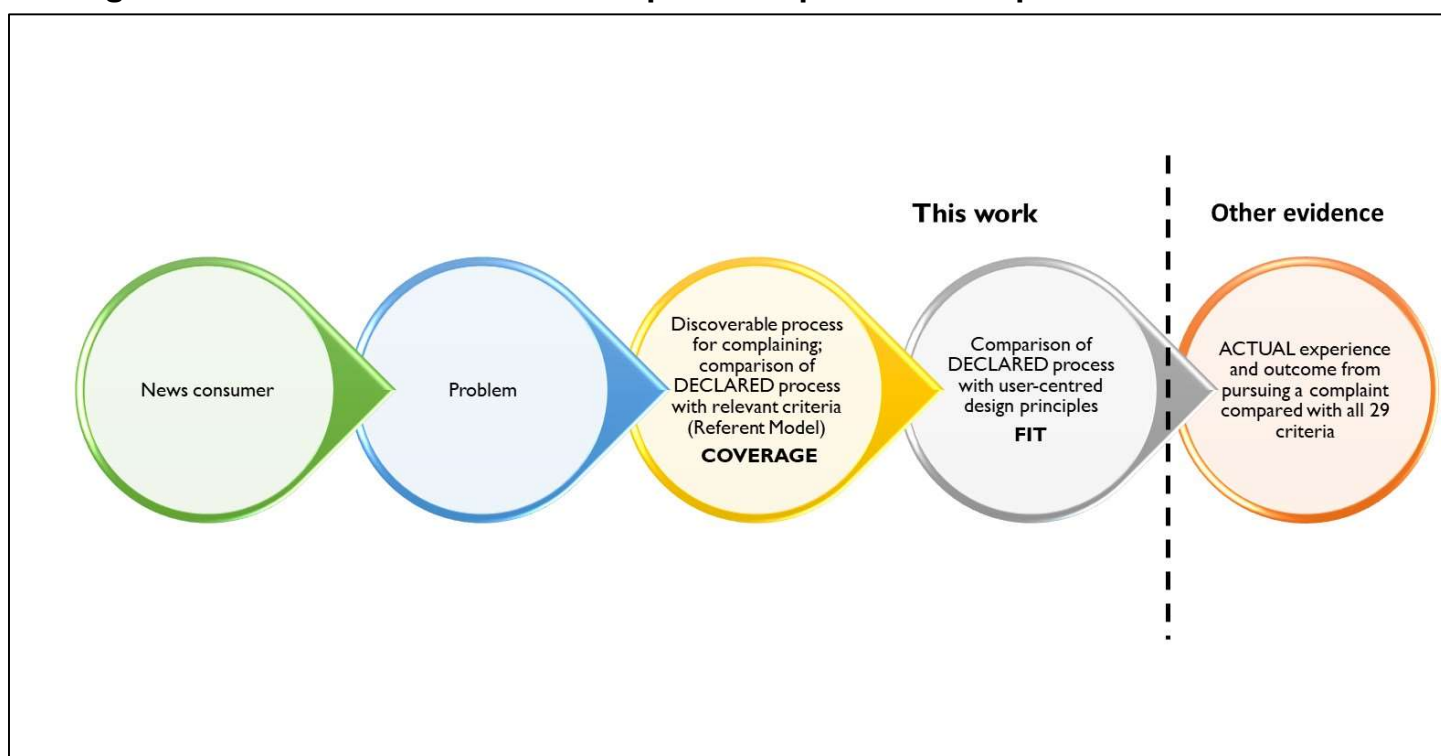 This work
Other evidence
News consumer
Problem
Discoverable process
for complaining;
comparison of
DECLARED process
with relevant criteria
(Referent Model)
COVERAGE
Comparison of
DECLARED process
with user-centred
design principles
FIT
ACTUAL experience
and outcome from
pursuing a complaint
compared with all 29
criteria